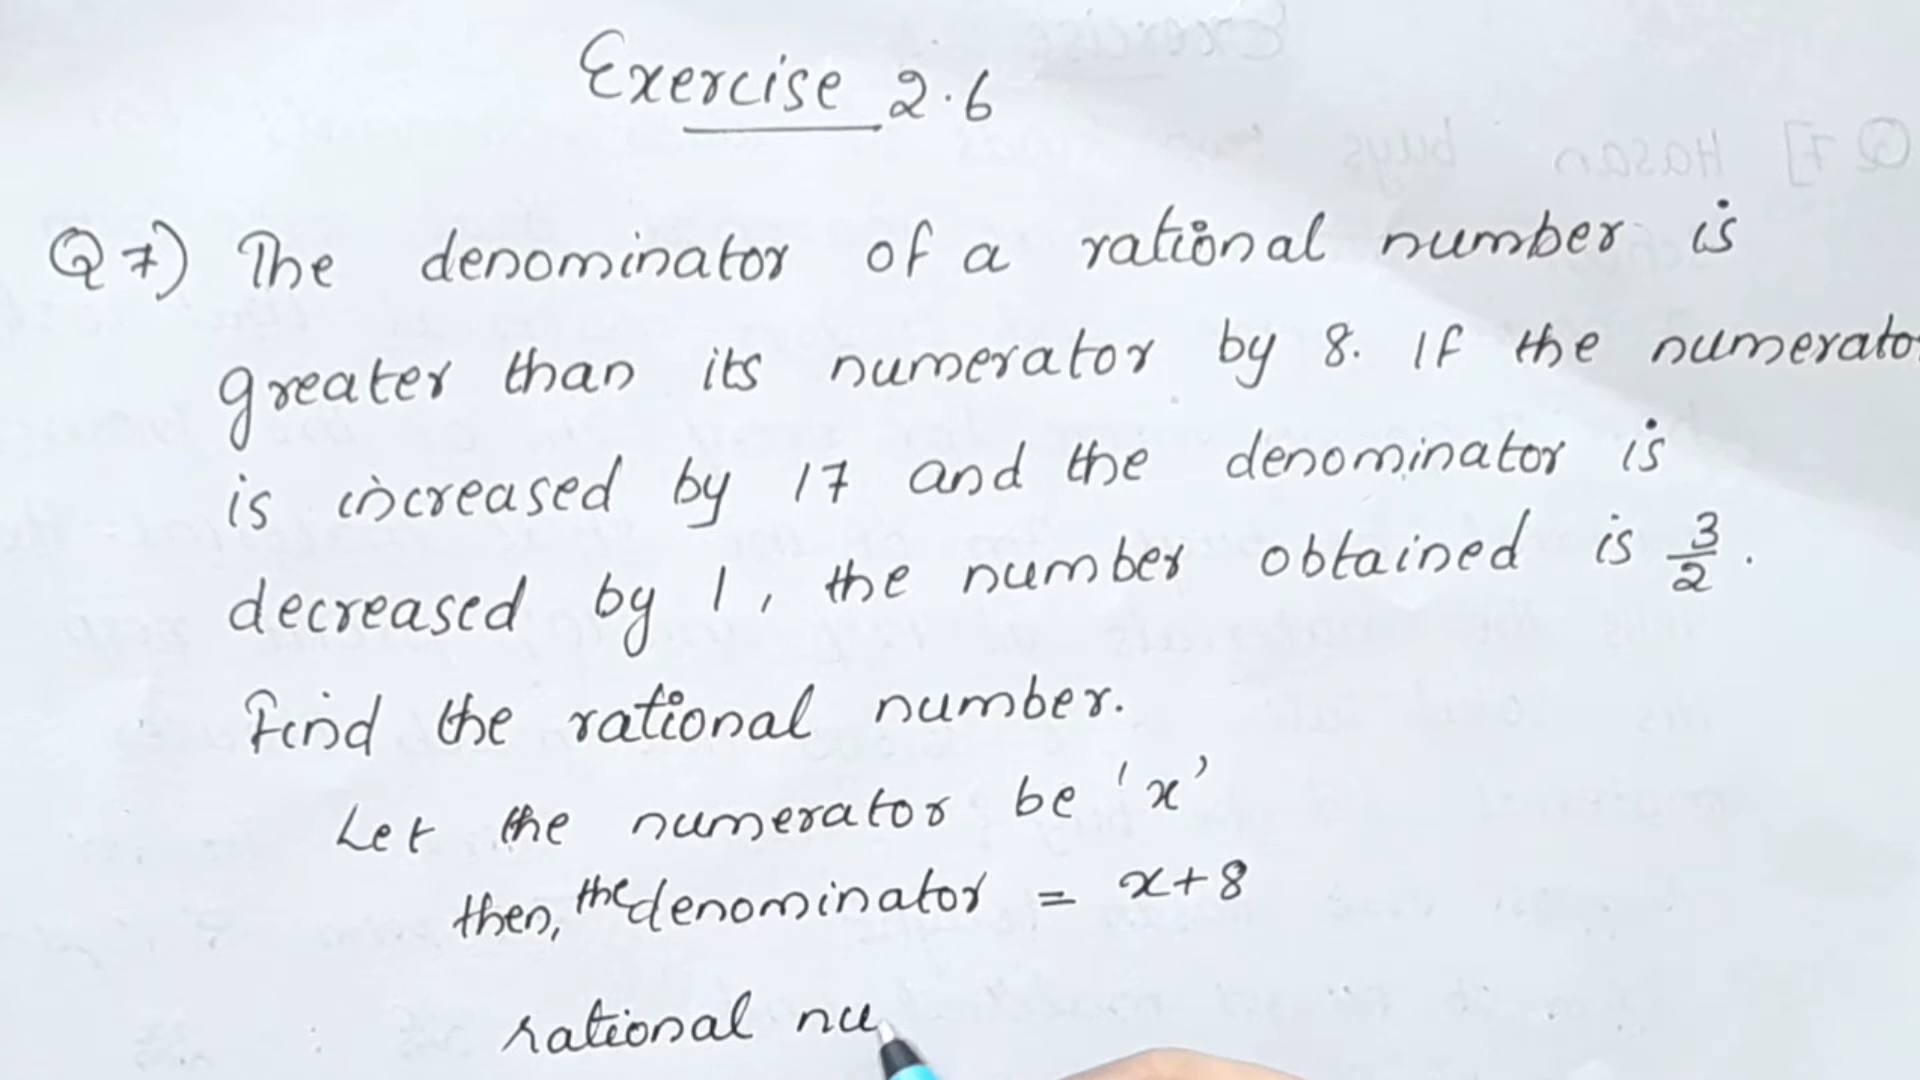 Exercise 2.6
Q7) The denominator of a rational number is
greater than its numerator by 8. If the numerator
is increased by 17 and the denominator is
decreased by 1, the number obtained is 3/2.
Find the rational number.
Let the numerator be 'x'
then, the denominator = x+8
rational nu